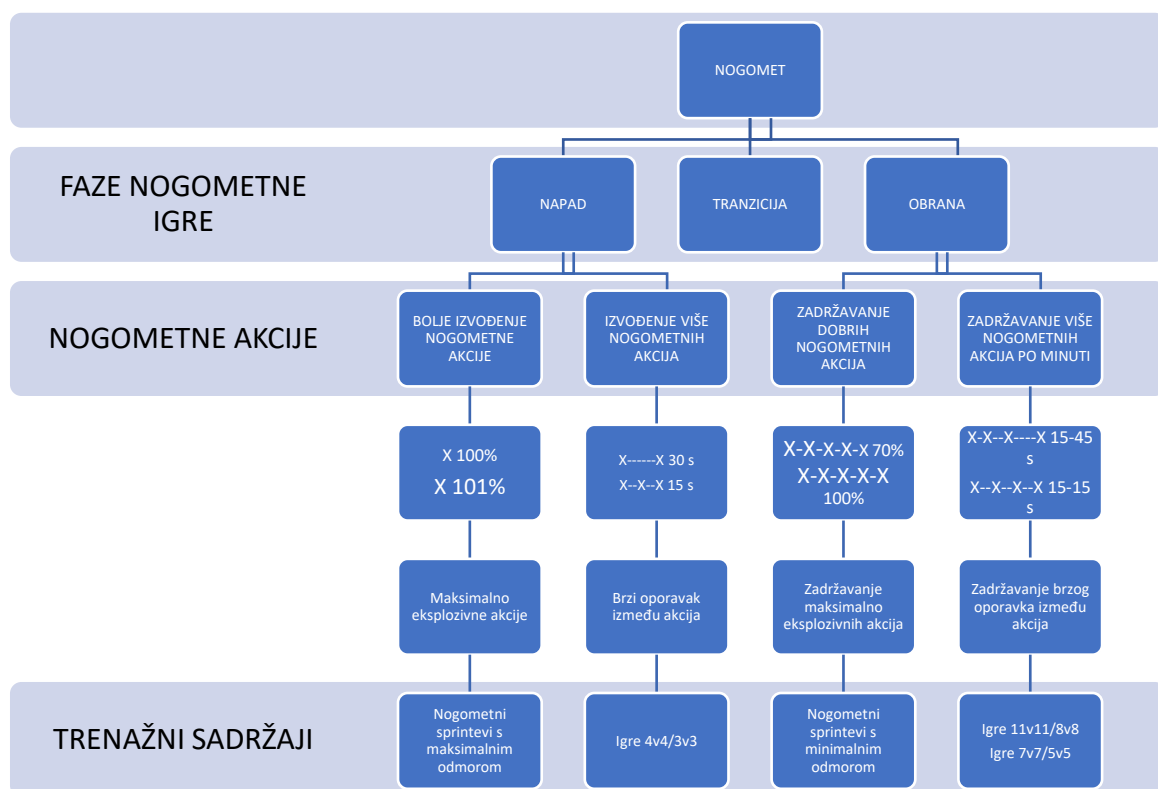 NOGOMET
FAZE NOGOMETNE
IGRE
NAPAD
TRANZICIJA
OBRANA
NOGOMETNE AKCIJE
BOLJE IZVOĐENJE
NOGOMETNE
AKCIJE
IZVOĐENJE VIŠE
NOGOMETNIH
AKCIJA
ZADRŽAVANJE
DOBRIH
NOGOMETNIH
AKCIJA
ZADRŽAVANJE VIŠE
NOGOMETNIH
AKCIJA PO MINUTI
X 100%
X 101%
X------X 30 s
X--X--X 15 s
X-X-X-X-X 70%
X-X-X-X-X
100%
X-X--X----X 15-45
s
X--X--X--X 15-15
s
Maksimalno
eksplozivne akcije
Brzi oporavak
između akcija
Zadržavanje
maksimalno
eksplozivnih akcija
Zadržavanje brzog
oporavka između
akcija
TRENAŽNI SADRŽAJI
Nogometni
sprintevi s
maksimalnim
odmorom
Igre 4v4/3v3
Nogometni
sprintevi s
minimalnim
odmorom
Igre 11v11/8v8
Igre 7v7/5v5